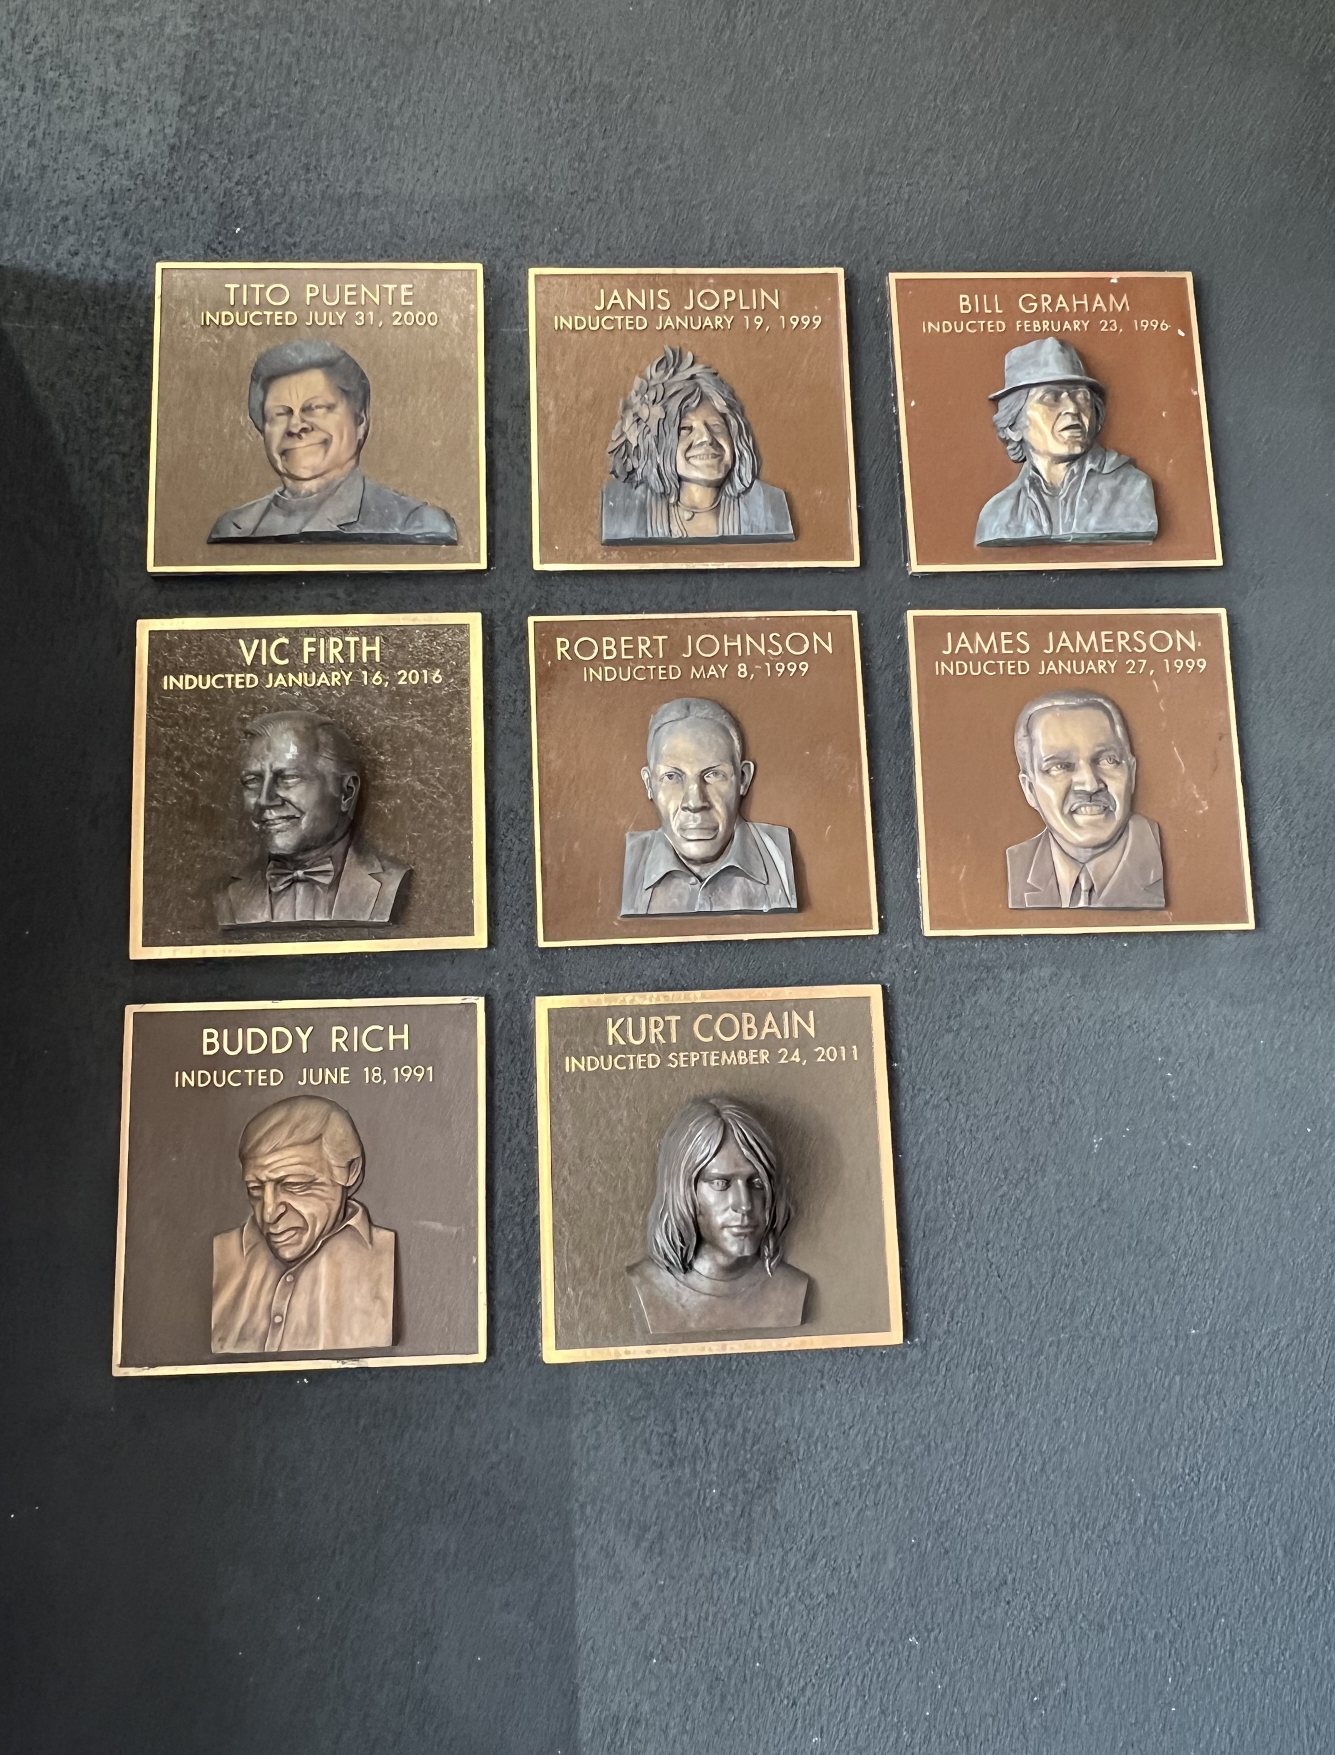 TITO PUENTE
INDUCTED JULY 31, 2000
JANIS JOPLIN
INDUCTED JANUARY 19, 1999
BILL GRAHAM
INDUCTED FEBRUARY 23, 1996
VIC FIRTH
INDUCTED JANUARY 16, 2016
ROBERT JOHNSON
INDUCTED MAY 8, 1999
JAMES JAMERSON
INDUCTED JANUARY 27, 1999
BUDDY RICH
INDUCTED JUNE 18, 1991
KURT COBAIN
INDUCTED SEPTEMBER 24, 2011